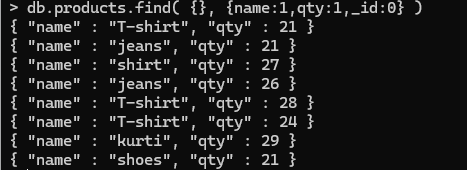 > db.products.find( {}, {name:1,qty:1,_id:0} )
{ "name" : "T-shirt", "qty" : 21 }
{ "name" : "jeans", "qty" : 21 }
{ "name" : "shirt", "qty" : 27 }
{ "name" : "jeans", "qty" : 26 }
{ "name" : "T-shirt", "qty" : 28 }
{ "name" : "T-shirt", "qty" : 24 }
{ "name" : "kurti", "qty" : 29 }
{ "name" : "shoes", "qty" : 21 }